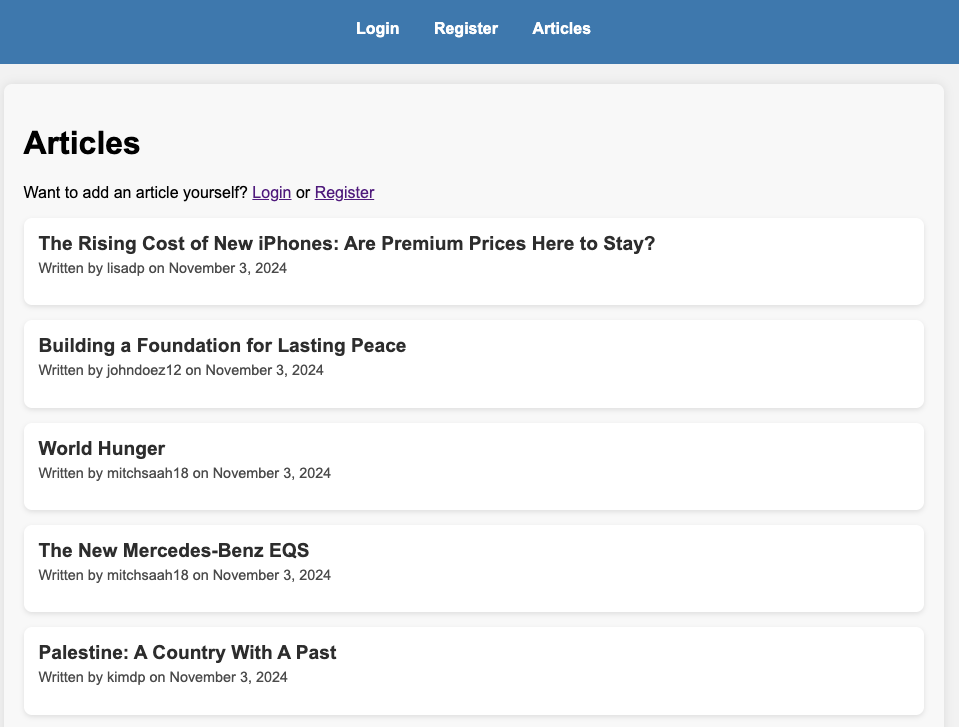 Login Register Articles
Articles
Want to add an article yourself? Login or Register
The Rising Cost of New iPhones: Are Premium Prices Here to Stay?
Written by lisadp on November 3, 2024
Building a Foundation for Lasting Peace
Written by johndoez12 on November 3, 2024
World Hunger
Written by mitchsaah18 on November 3, 2024
The New Mercedes-Benz EQS
Written by mitchsaah18 on November 3, 2024
Palestine: A Country With A Past
Written by kimdp on November 3, 2024